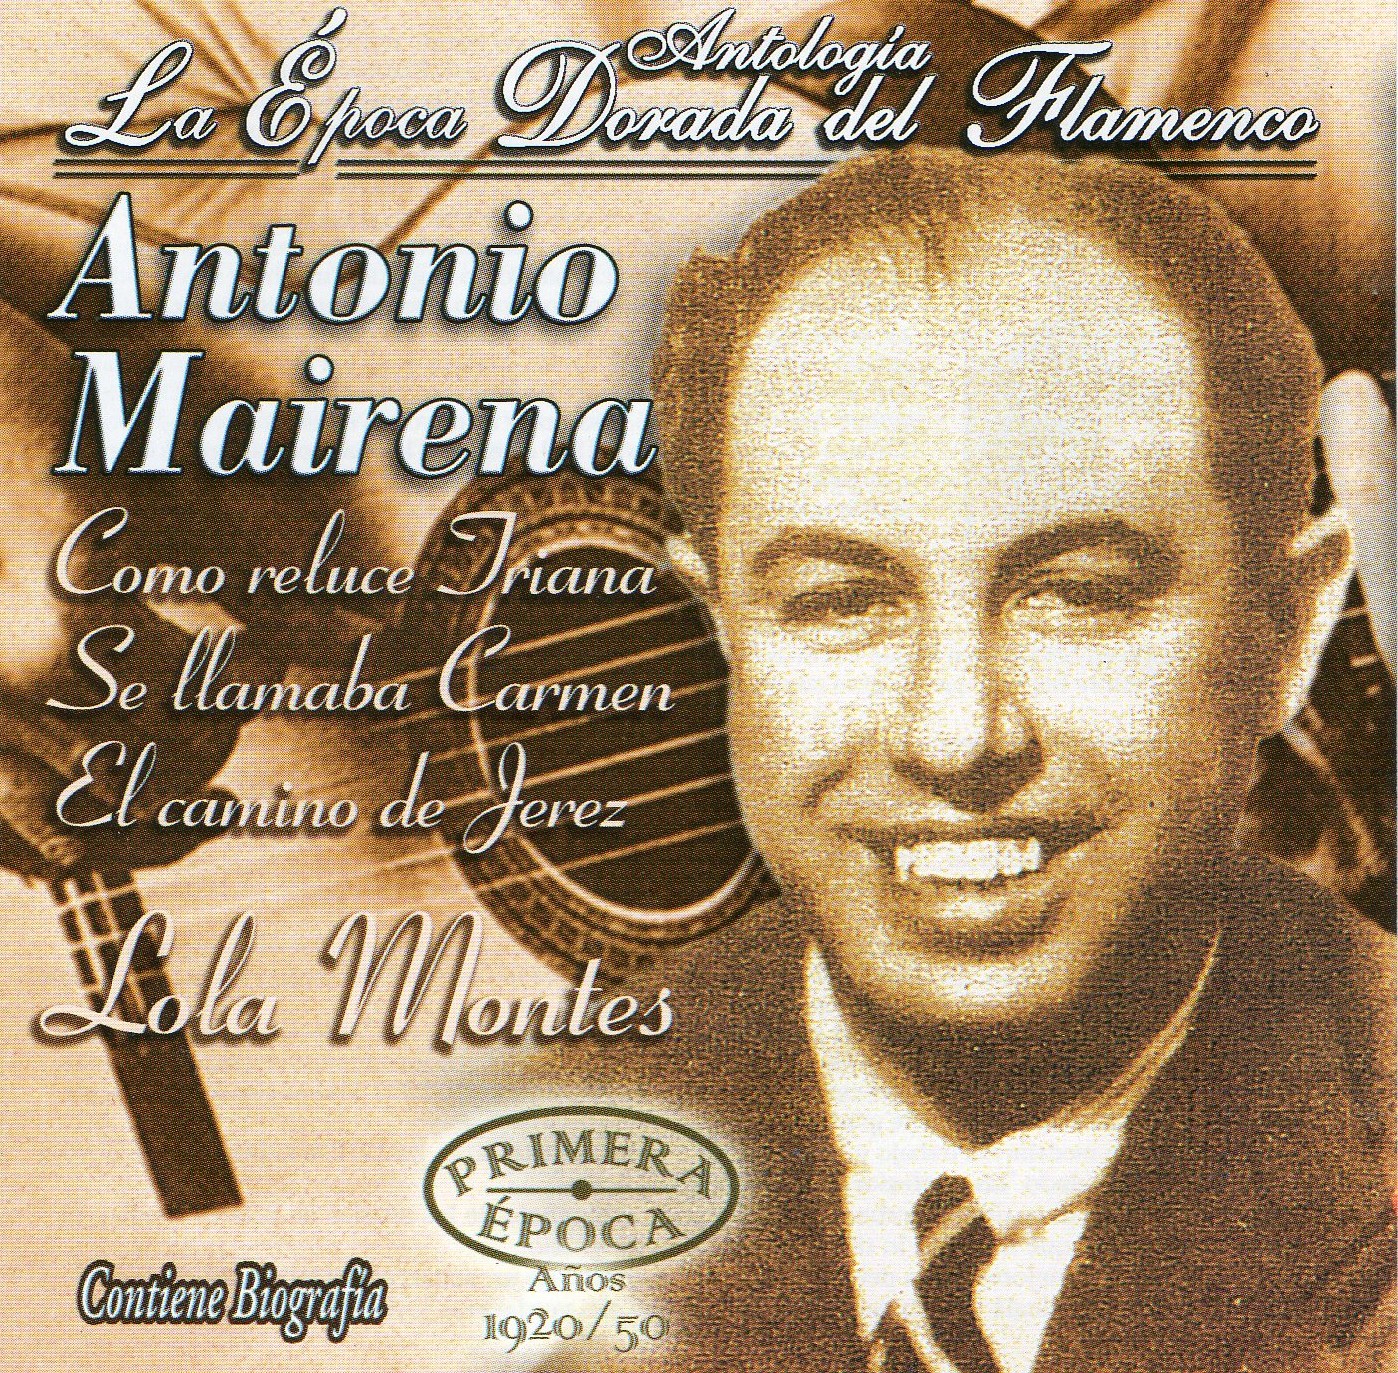 Antología
La Época Dorada del Flamenco
Antonio
Mairena
Como reluce Triana
Se llamaba Carmen
El camino de Jerez
Lola Montes
PRIMERA
ÉPOCA
Años
1920/50
Contiene Biografía